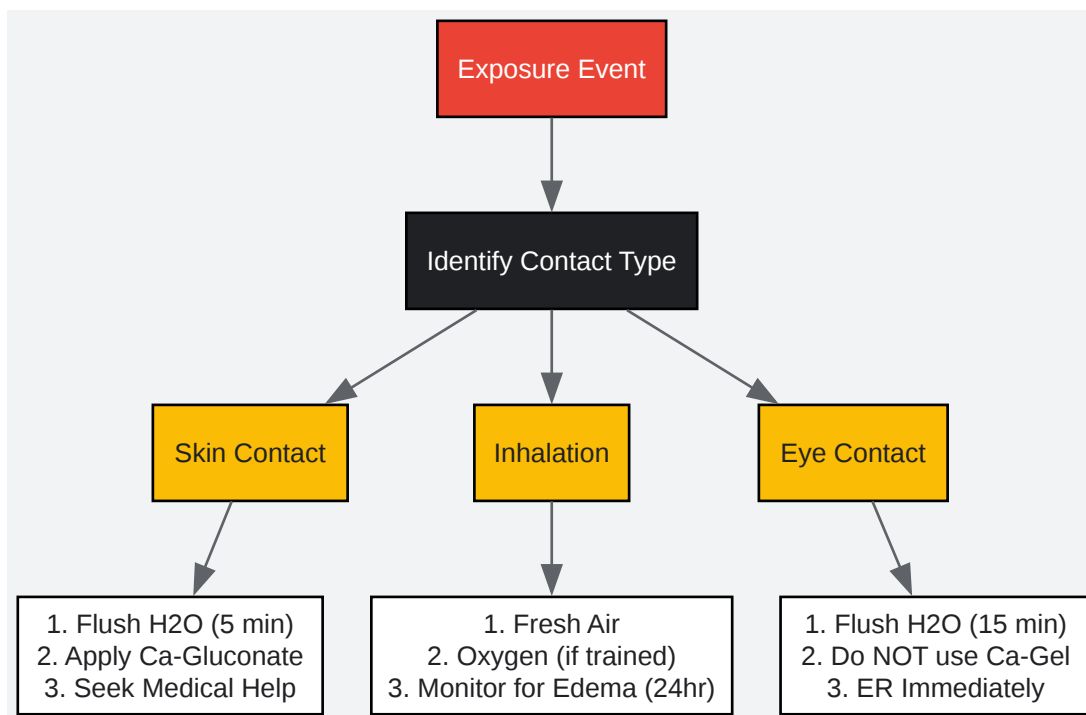 Exposure Event
Identify Contact Type
Skin Contact
Inhalation
Eye Contact
1. Flush H2O (5 min)
2. Apply Ca-Gluconate
3. Seek Medical Help
1. Fresh Air
2. Oxygen (if trained)
3. Monitor for Edema (24hr)
1. Flush H2O (15 min)
2. Do NOT use Ca-Gel
3. ER Immediately